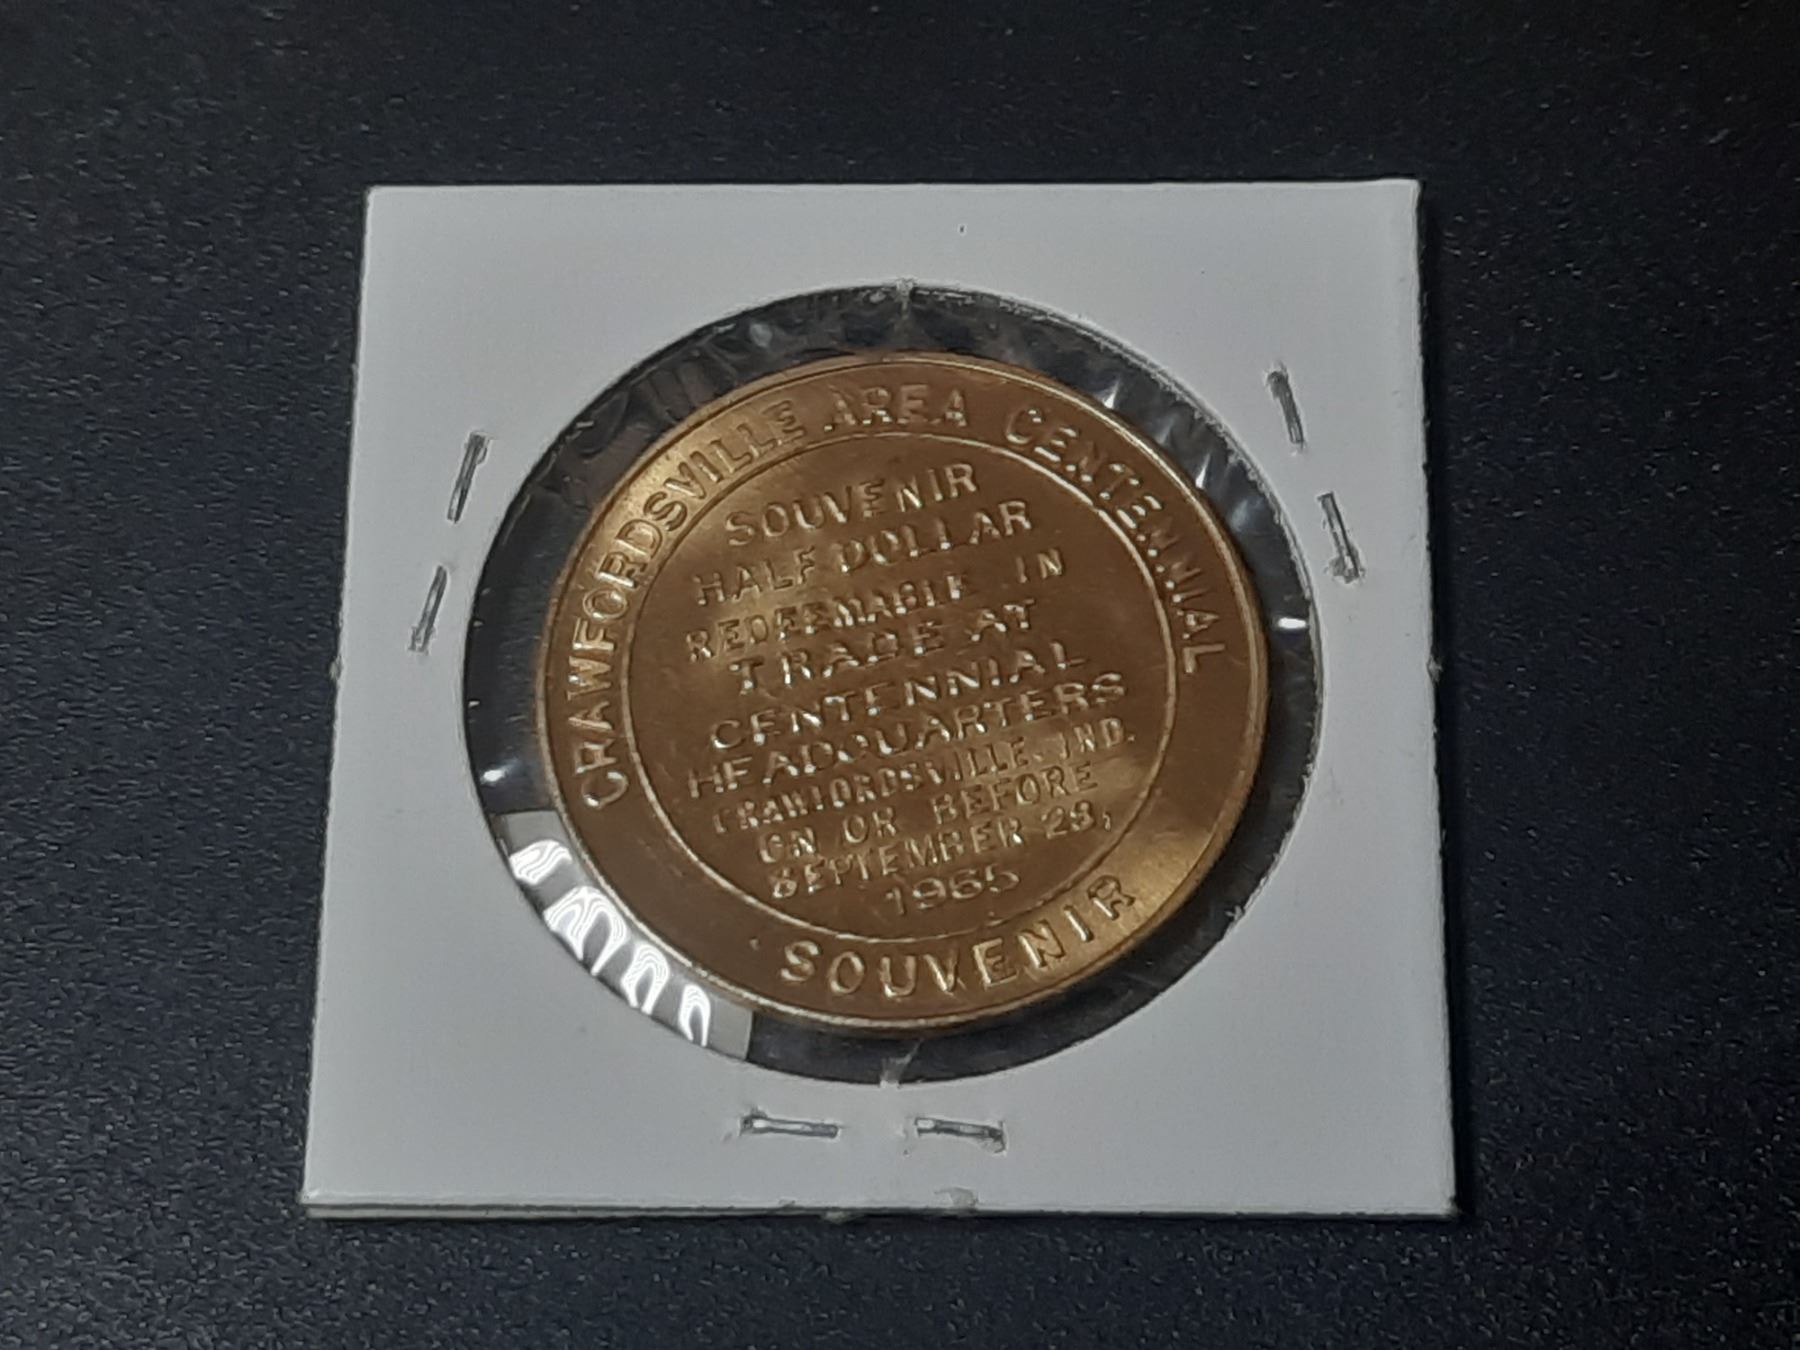 CRAWFORDSVILLE AREA CENTENNIAL
SOUVENIR
HALF DOLLAR
REDEEMABLE IN
TRADE AT
CENTENNIAL
HEADQUARTERS
CRAWFORDSVILLE, IND.
ON OR BEFORE
SEPTEMBER 23,
1965
SOUVENIR